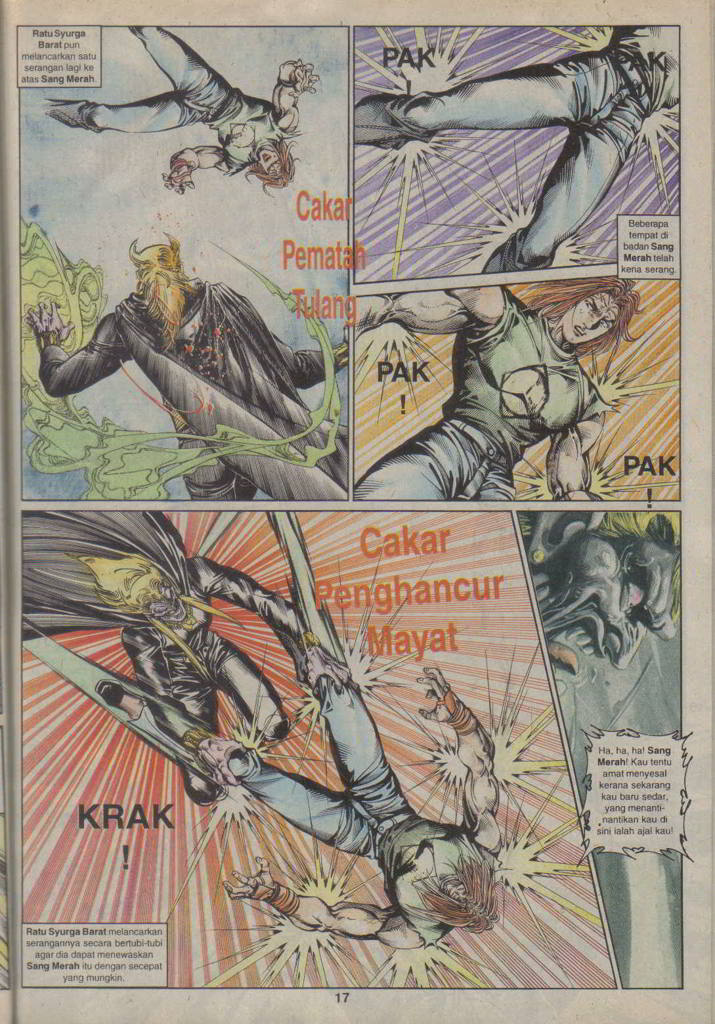 Ratu Syurga
Barat pun
melancarkan satu
serangan lagi ke
atas Sang Merah.
Cakar
Pematah
Tulang
PAK
!
PAK
Beberapa
tempat di
badan Sang
Merah telah
kena serang.
PAK
!
PAK
!
Cakar
Penghancur
Mayat
KRAK
!
Ha, ha, ha! Sang
Merah! Kau tentu
amat menyesal
kerana sekarang
kau baru sedar,
yang menanti-
nantikan kau di
sini ialah ajal kau!
Ratu Syurga Barat melancarkan
serangannya secara bertubi-tubi
agar dia dapat menewaskan
Sang Merah itu dengan secepat
yang mungkin.
17